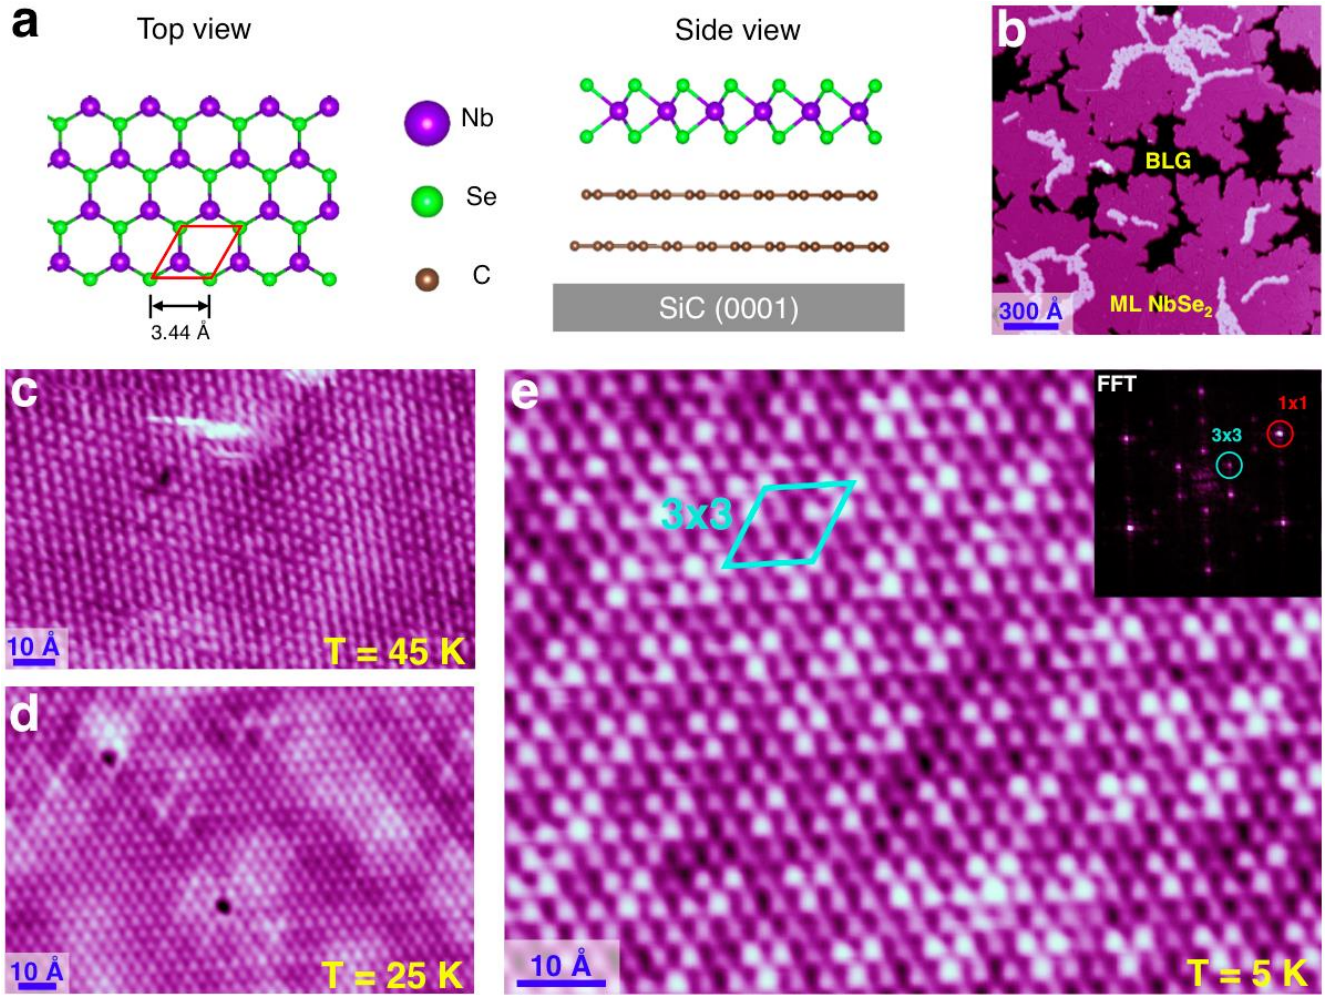 a
Top view
Side view
Nb
Se
C
3.44 Å
SiC (0001)
b
BLG
ML NbSe₂
300 Å
c
10 Å
T = 45 K
d
10 Å
T = 25 K
e
3x3
FFT
1x1
3x3
10 Å
T = 5 K